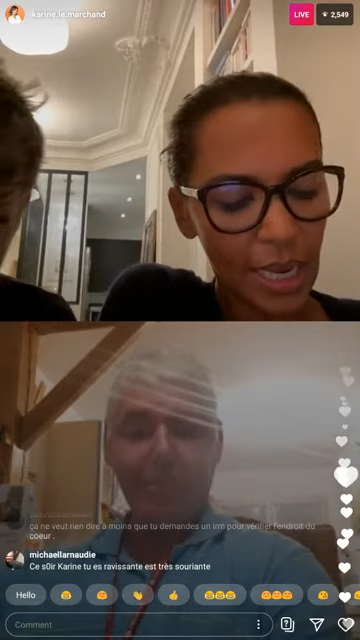 karine.le.marchand
LIVE
2,549
ça ne veut rien dire a moins que tu demandes un irm pour vérifier l'endroit du
coeur .
michaellarnaudie
Ce s0ir Karine tu es ravissante est très souriante
Hello
Comment